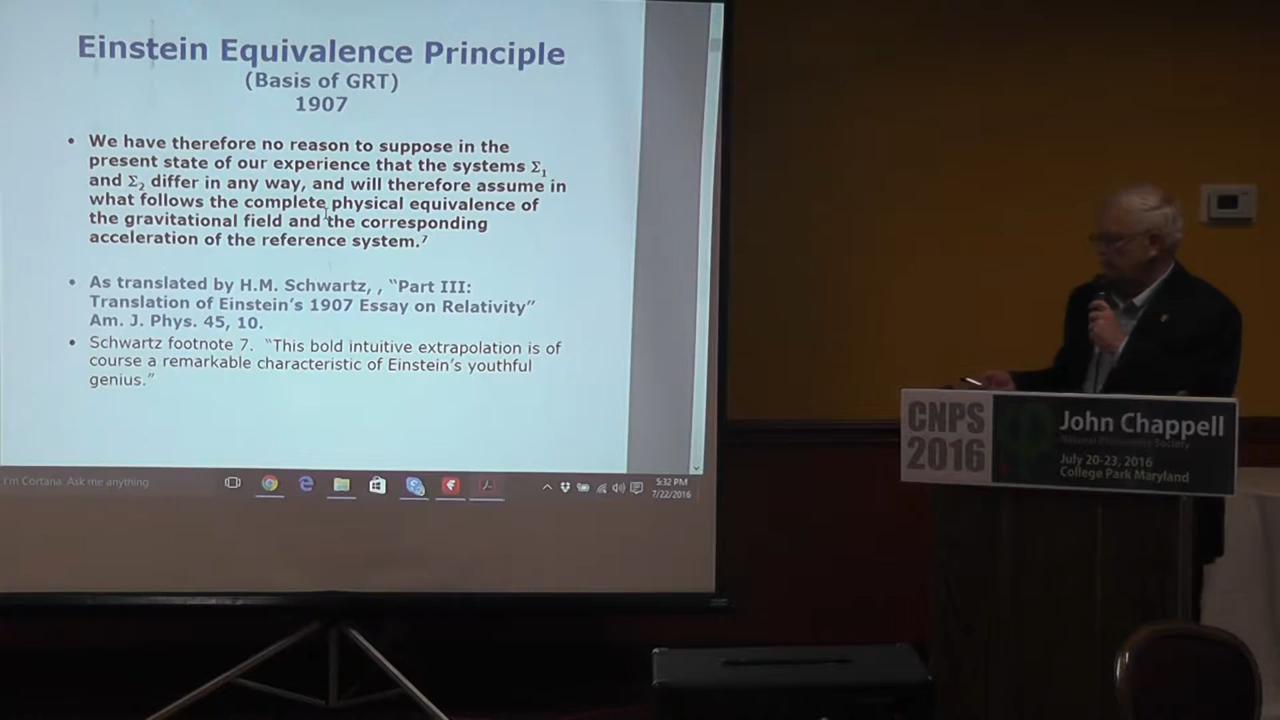 Einstein Equivalence Principle
(Basis of GRT)
1907
• We have therefore no reason to suppose in the
present state of our experience that the systems Σ₁
and Σ₂ differ in any way, and will therefore assume in
what follows the complete physical equivalence of
the gravitational field and the corresponding
acceleration of the reference system.⁷
• As translated by H.M. Schwartz, , “Part III:
Translation of Einstein’s 1907 Essay on Relativity”
Am. J. Phys. 45, 10.
• Schwartz footnote 7. “This bold intuitive extrapolation is of
course a remarkable characteristic of Einstein’s youthful
genius.”
I'm Cortana. Ask me anything
5:32 PM
7/22/2016
CNPS
2016
John Chappell
Natural Philosophy Society
July 20-23, 2016
College Park Maryland